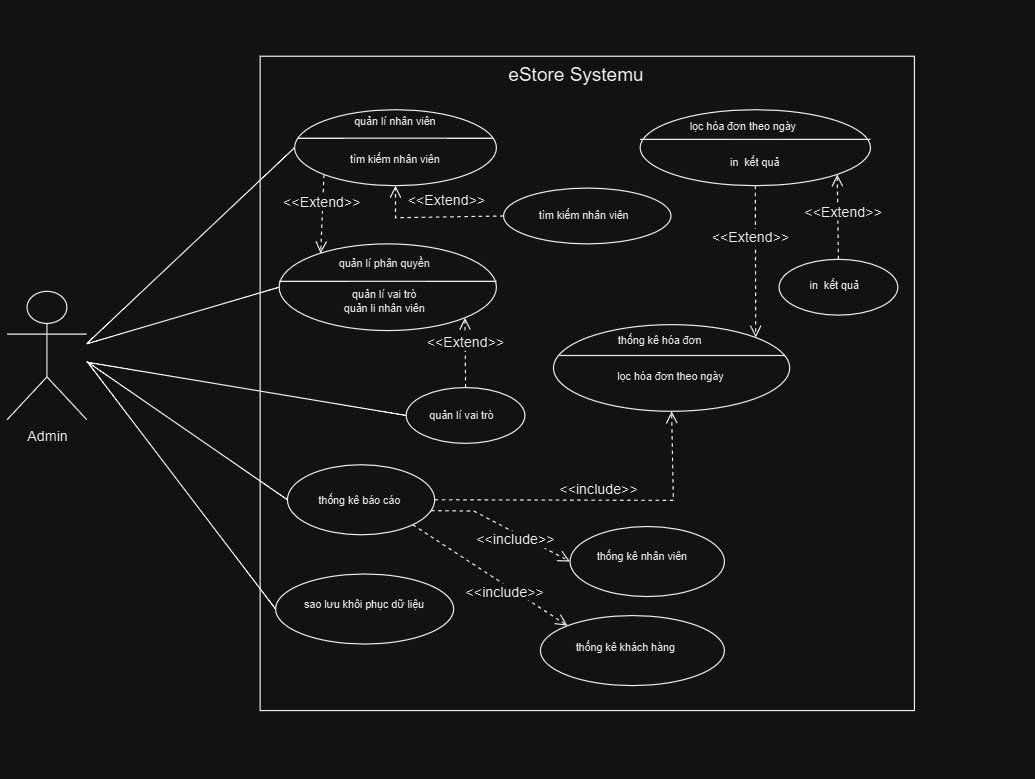 eStore Systemu
quản lí nhân viên
tìm kiếm nhân viên
lọc hóa đơn theo ngày
in kết quả
<<Extend>>
<<Extend>>
tìm kiếm nhân viên
<<Extend>>
<<Extend>>
quản lí phân quyền
quản lí vai trò
quản li nhân viên
in kết quả
<<Extend>>
thống kê hóa đơn
lọc hóa đơn theo ngày
quản lí vai trò
Admin
thống kê báo cáo
<<include>>
<<include>>
thống kê nhân viên
<<include>>
sao lưu khôi phục dữ liệu
thống kê khách hàng